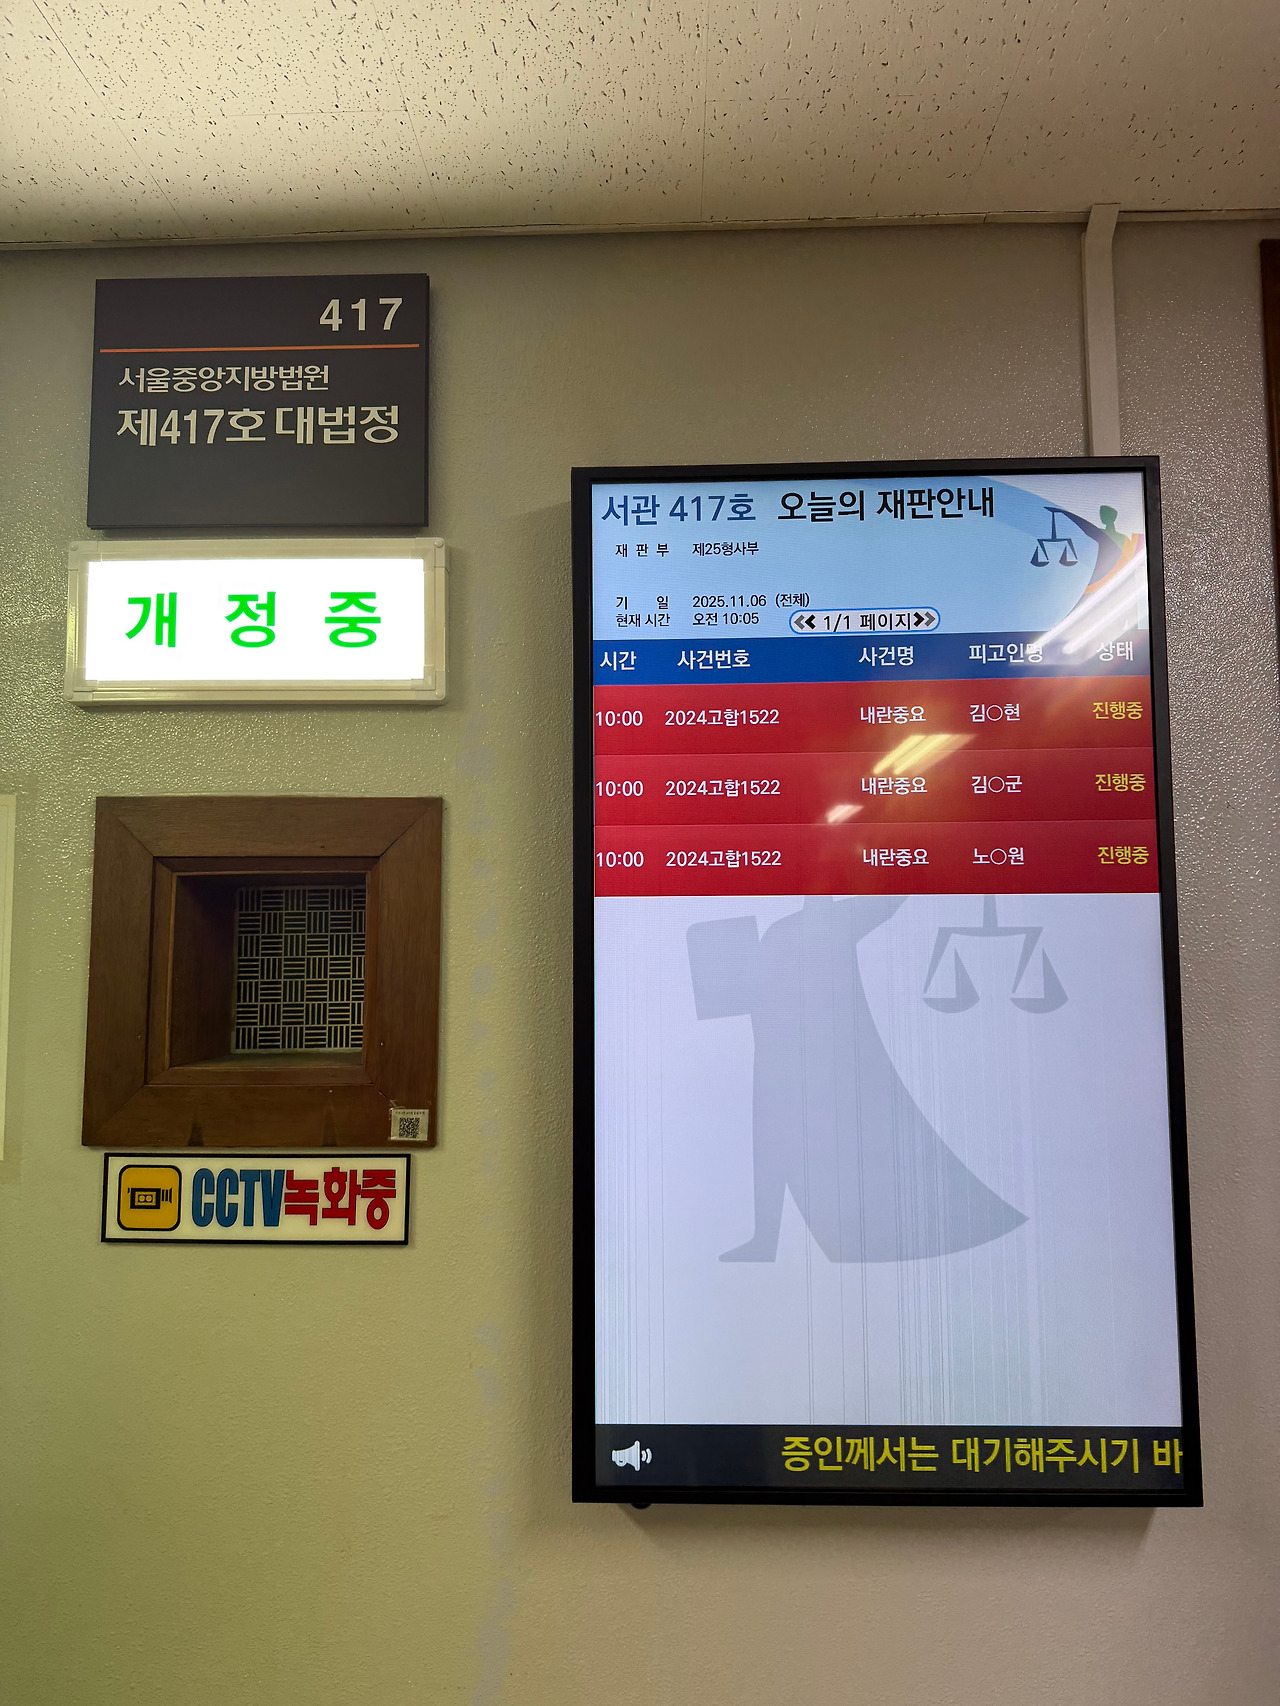 417
서울중앙지방법원
제417호 대법정
개 정 중
CCTV녹화중
서관 417호 오늘의 재판안내
재 판 부 제25형사부
기 일 2025.11.06 (전체)
현재 시간 오전 10:05
1/1 페이지
시간 사건번호 사건명 피고인명 상태
10:00 2024고합1522 내란중요 김○현 진행중
10:00 2024고합1522 내란중요 김○군 진행중
10:00 2024고합1522 내란중요 노○원 진행중
증인께서는 대기해주시기 바